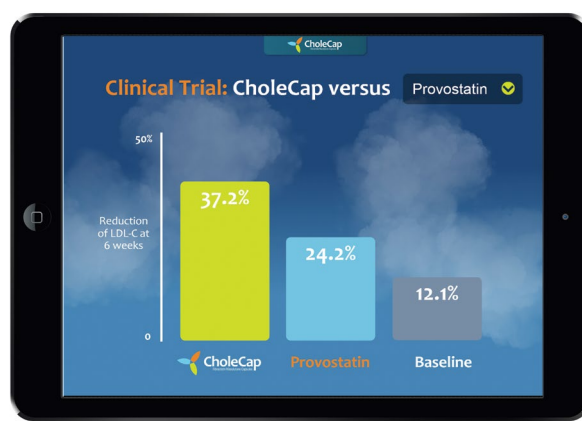 CholeCap
Clinical Trial: CholeCap versus
Provostatin
50%
37.2%
Reduction
of LDL-C at
6 weeks
24.2%
12.1%
0
CholeCap
Provostatin
Baseline